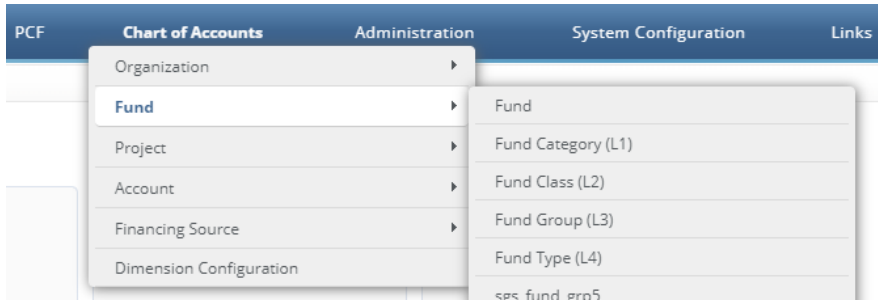 PCF Chart of Accounts Administration System Configuration Links
Organization
Fund
Project
Account
Financing Source
Dimension Configuration
Fund
Fund Category (L1)
Fund Class (L2)
Fund Group (L3)
Fund Type (L4)
sgs_fund_grp5